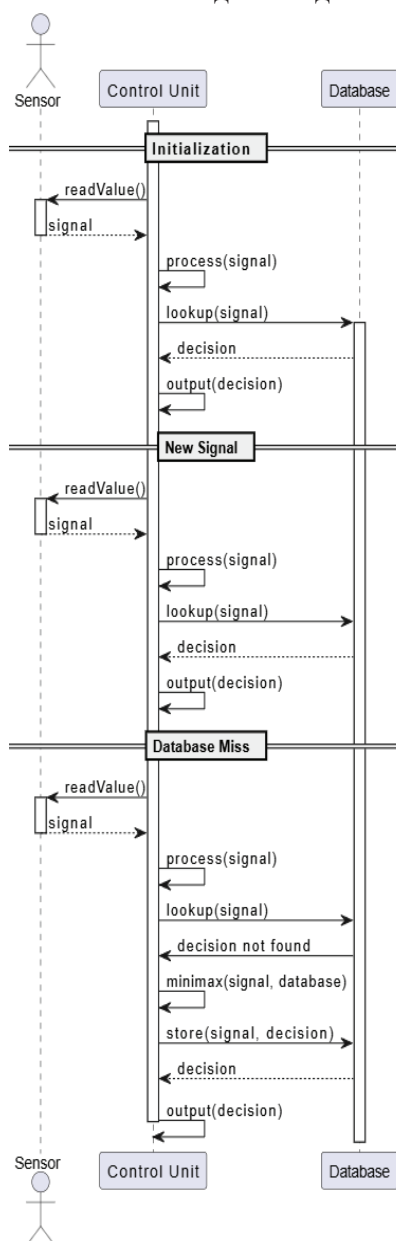 Sensor
Control Unit
Database
Initialization
readValue()
signal
process(signal)
lookup(signal)
decision
output(decision)
New Signal
readValue()
signal
process(signal)
lookup(signal)
decision
output(decision)
Database Miss
readValue()
signal
process(signal)
lookup(signal)
decision not found
minimax(signal, database)
store(signal, decision)
decision
output(decision)
Sensor
Control Unit
Database